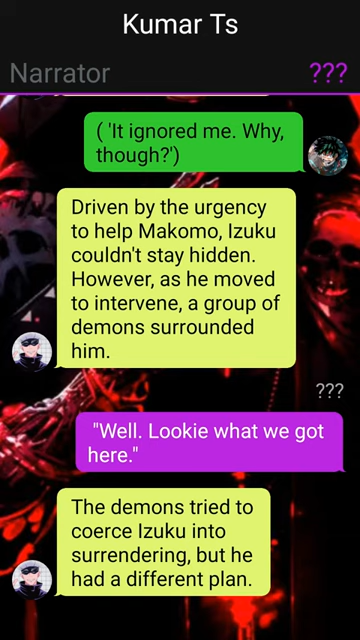 Kumar Ts
Narrator
???
( 'It ignored me. Why,
though?')
Driven by the urgency
to help Makomo, Izuku
couldn't stay hidden.
However, as he moved
to intervene, a group of
demons surrounded
him.
???
"Well. Lookie what we got
here."
The demons tried to
coerce Izuku into
surrendering, but he
had a different plan.